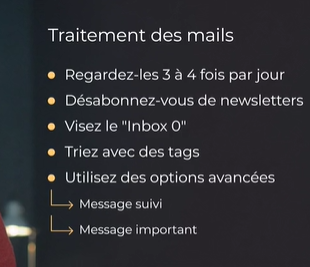 Traitement des mails
Regardez-les 3 à 4 fois par jour
Désabonnez-vous de newsletters
Visez le "Inbox 0"
Triez avec des tags
Utilisez des options avancées
Message suivi
Message important